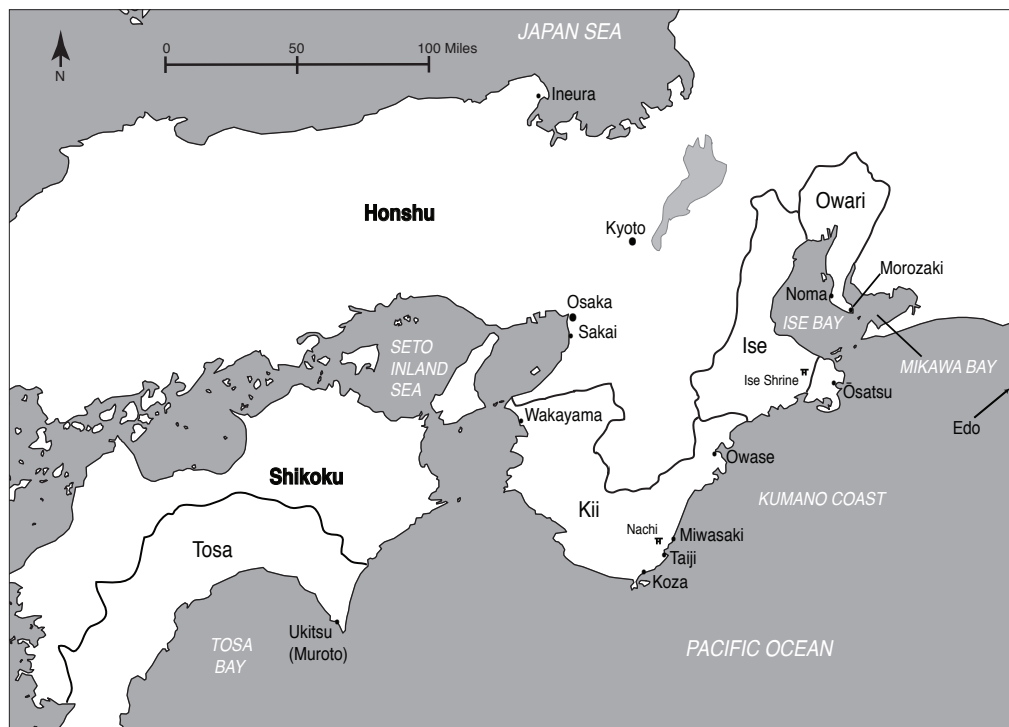 JAPAN SEA
0 50 100 Miles
N
Ineura
Owari
Honshu
Kyoto
Morozaki
Noma
Osaka
ISE BAY
Sakai
Ise
SETO
INLAND
SEA
MIKAWA BAY
Ise Shrine
Ōsatsu
Wakayama
Edo
Owase
Shikoku
KUMANO COAST
Kii
Nachi
Miwasaki
Tosa
Taiji
Koza
Ukitsu
(Muroto)
TOSA
BAY
PACIFIC OCEAN